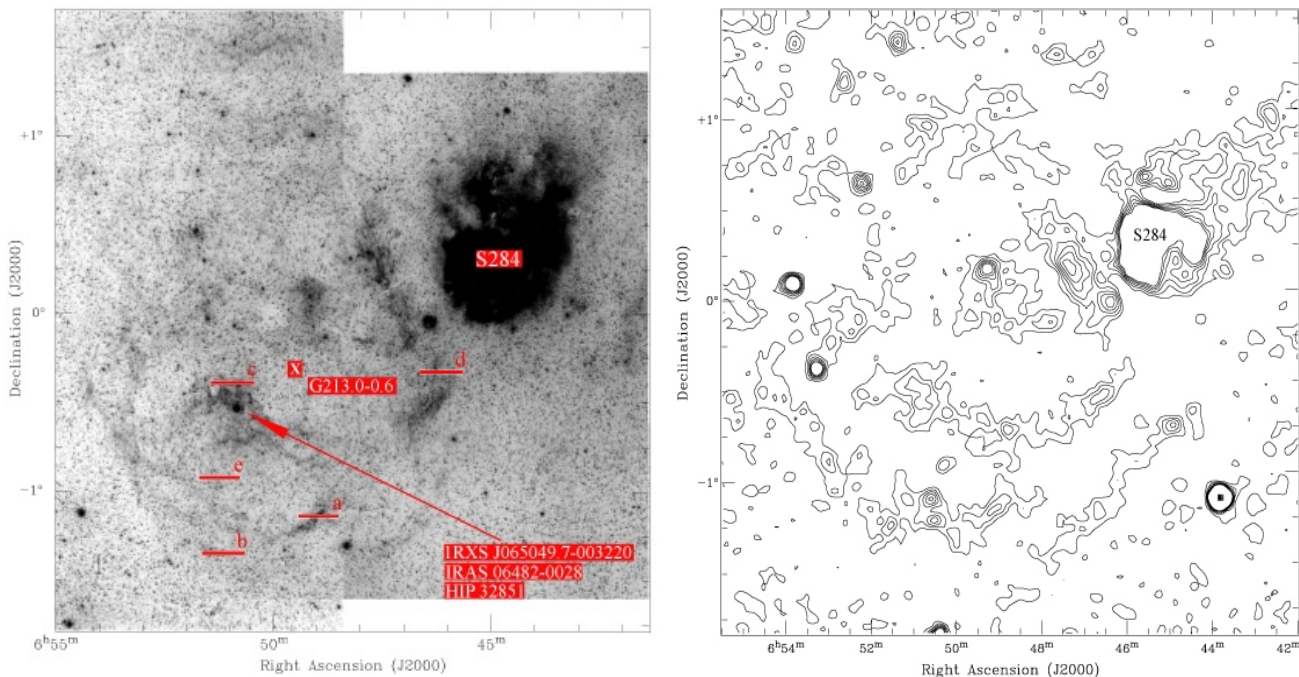 +1°
0°
-1°
Declination (J2000)
S284
X
G213.0-0.6
c
d
e
a
b
IRXS J065049.7-003220
IRAS 06482-0028
HIP 32851
6ʰ55ᵐ
50ᵐ
45ᵐ
Right Ascension (J2000)
+1°
0°
-1°
Declination (J2000)
S284
6ʰ54ᵐ
52ᵐ
50ᵐ
48ᵐ
46ᵐ
44ᵐ
42ᵐ
Right Ascension (J2000)